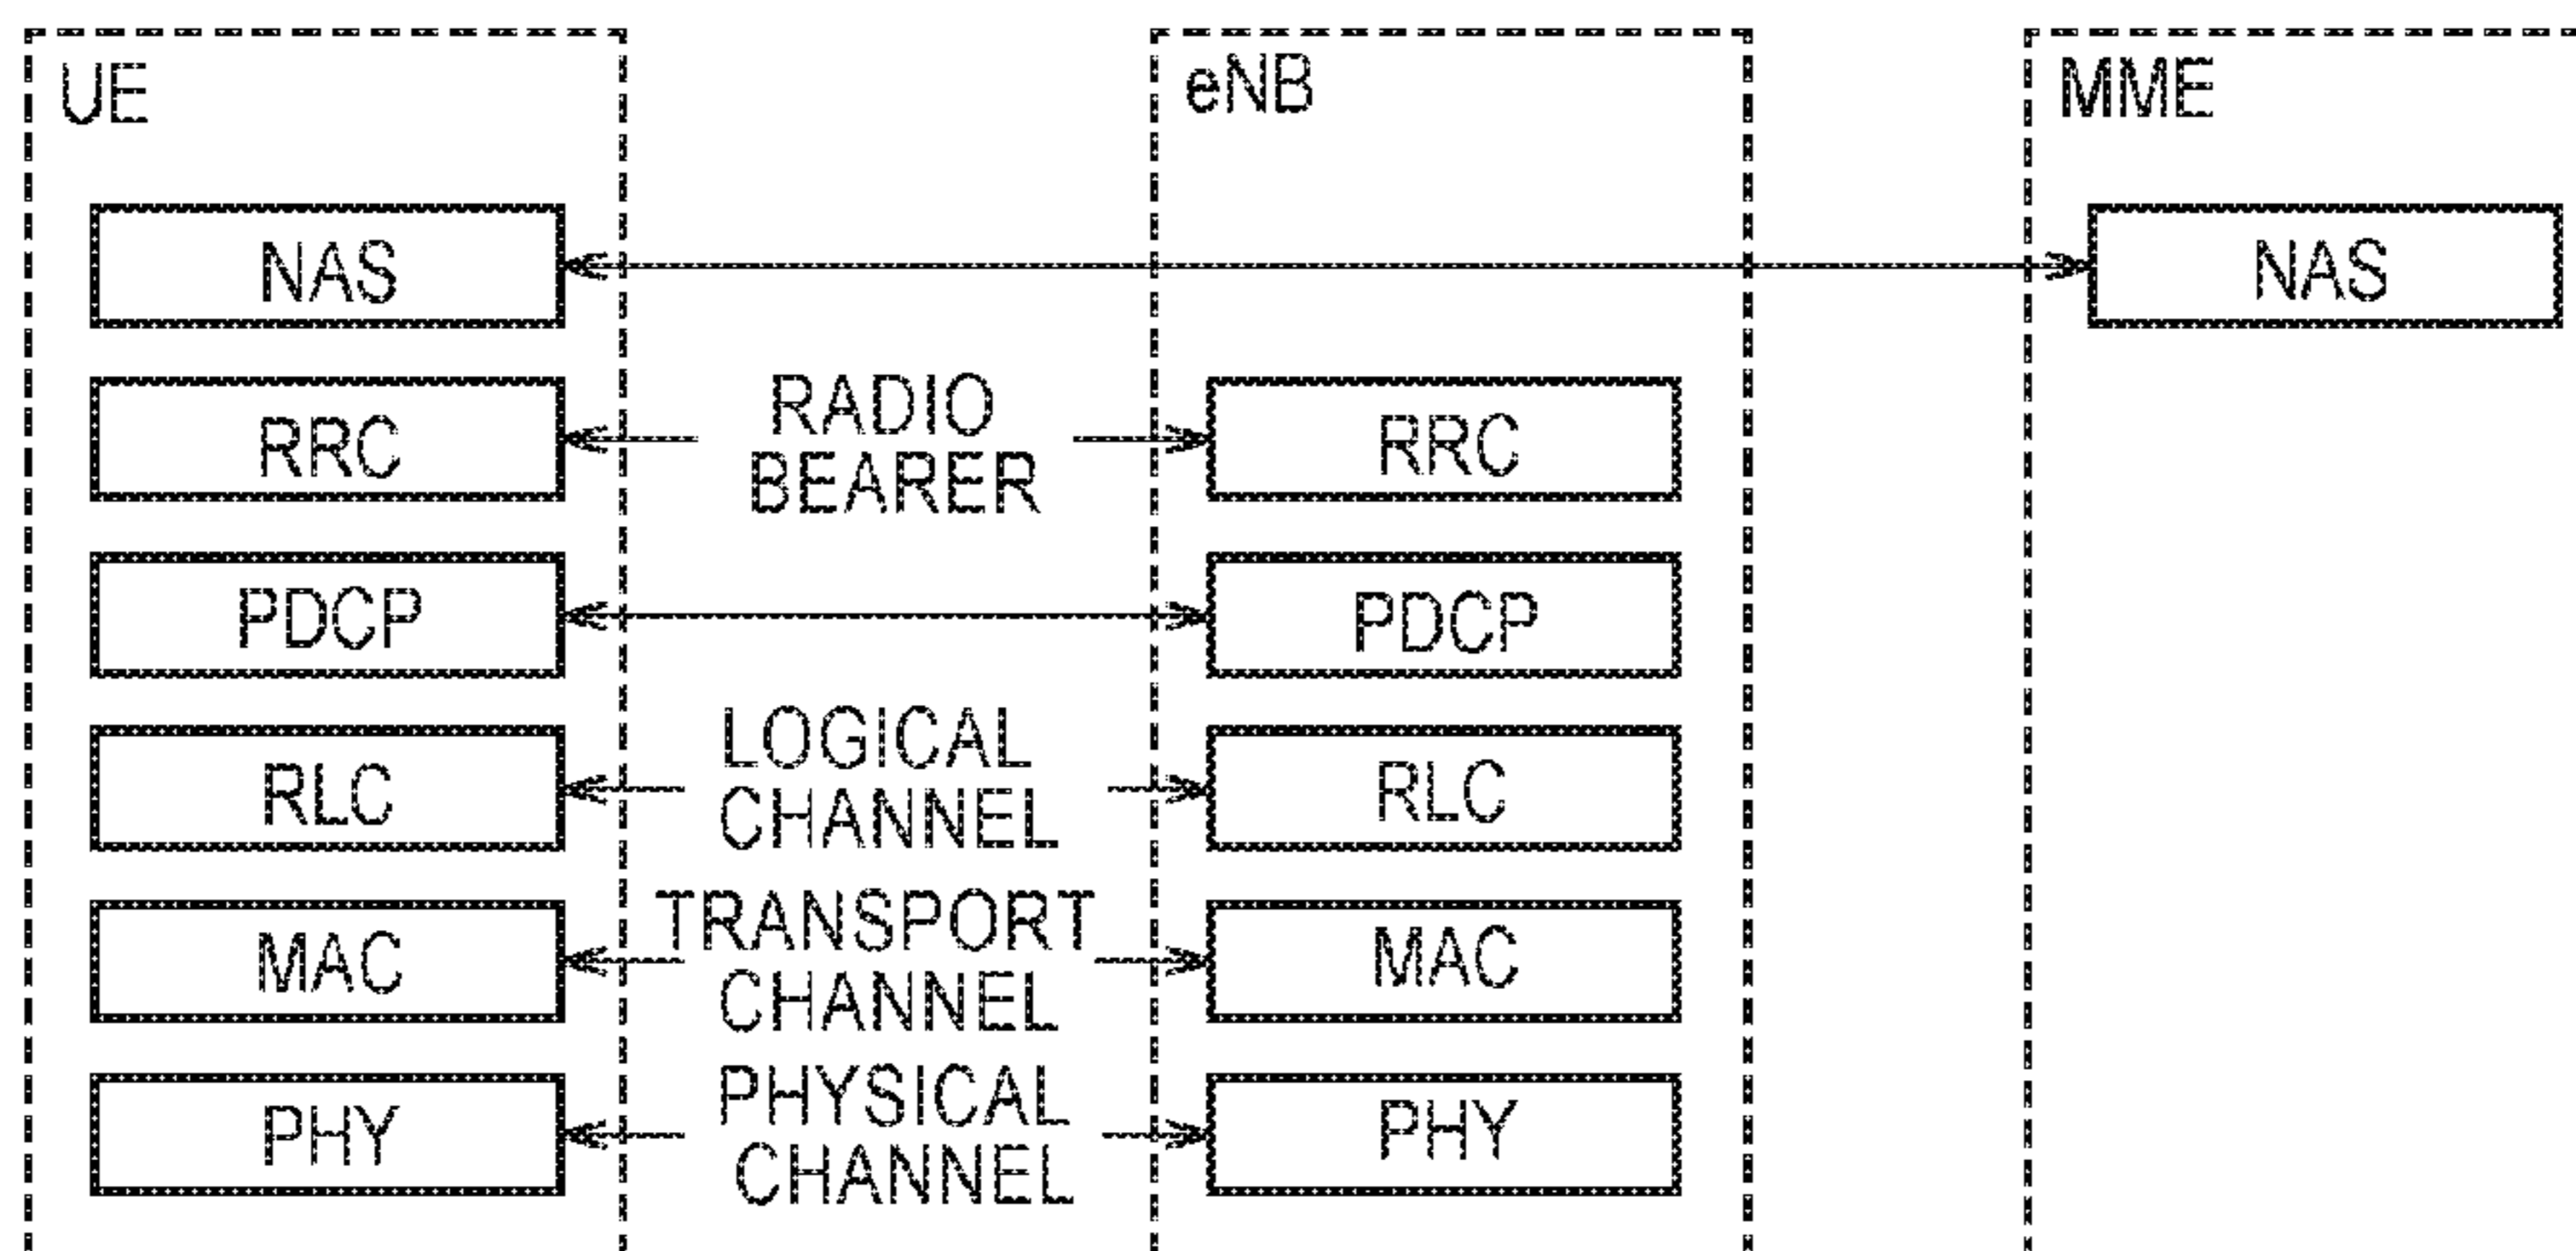 UE
eNB
MME
NAS
NAS
RRC
RADIO
BEARER
RRC
PDCP
PDCP
RLC
LOGICAL
CHANNEL
RLC
MAC
TRANSPORT
CHANNEL
MAC
PHY
PHYSICAL
CHANNEL
PHY